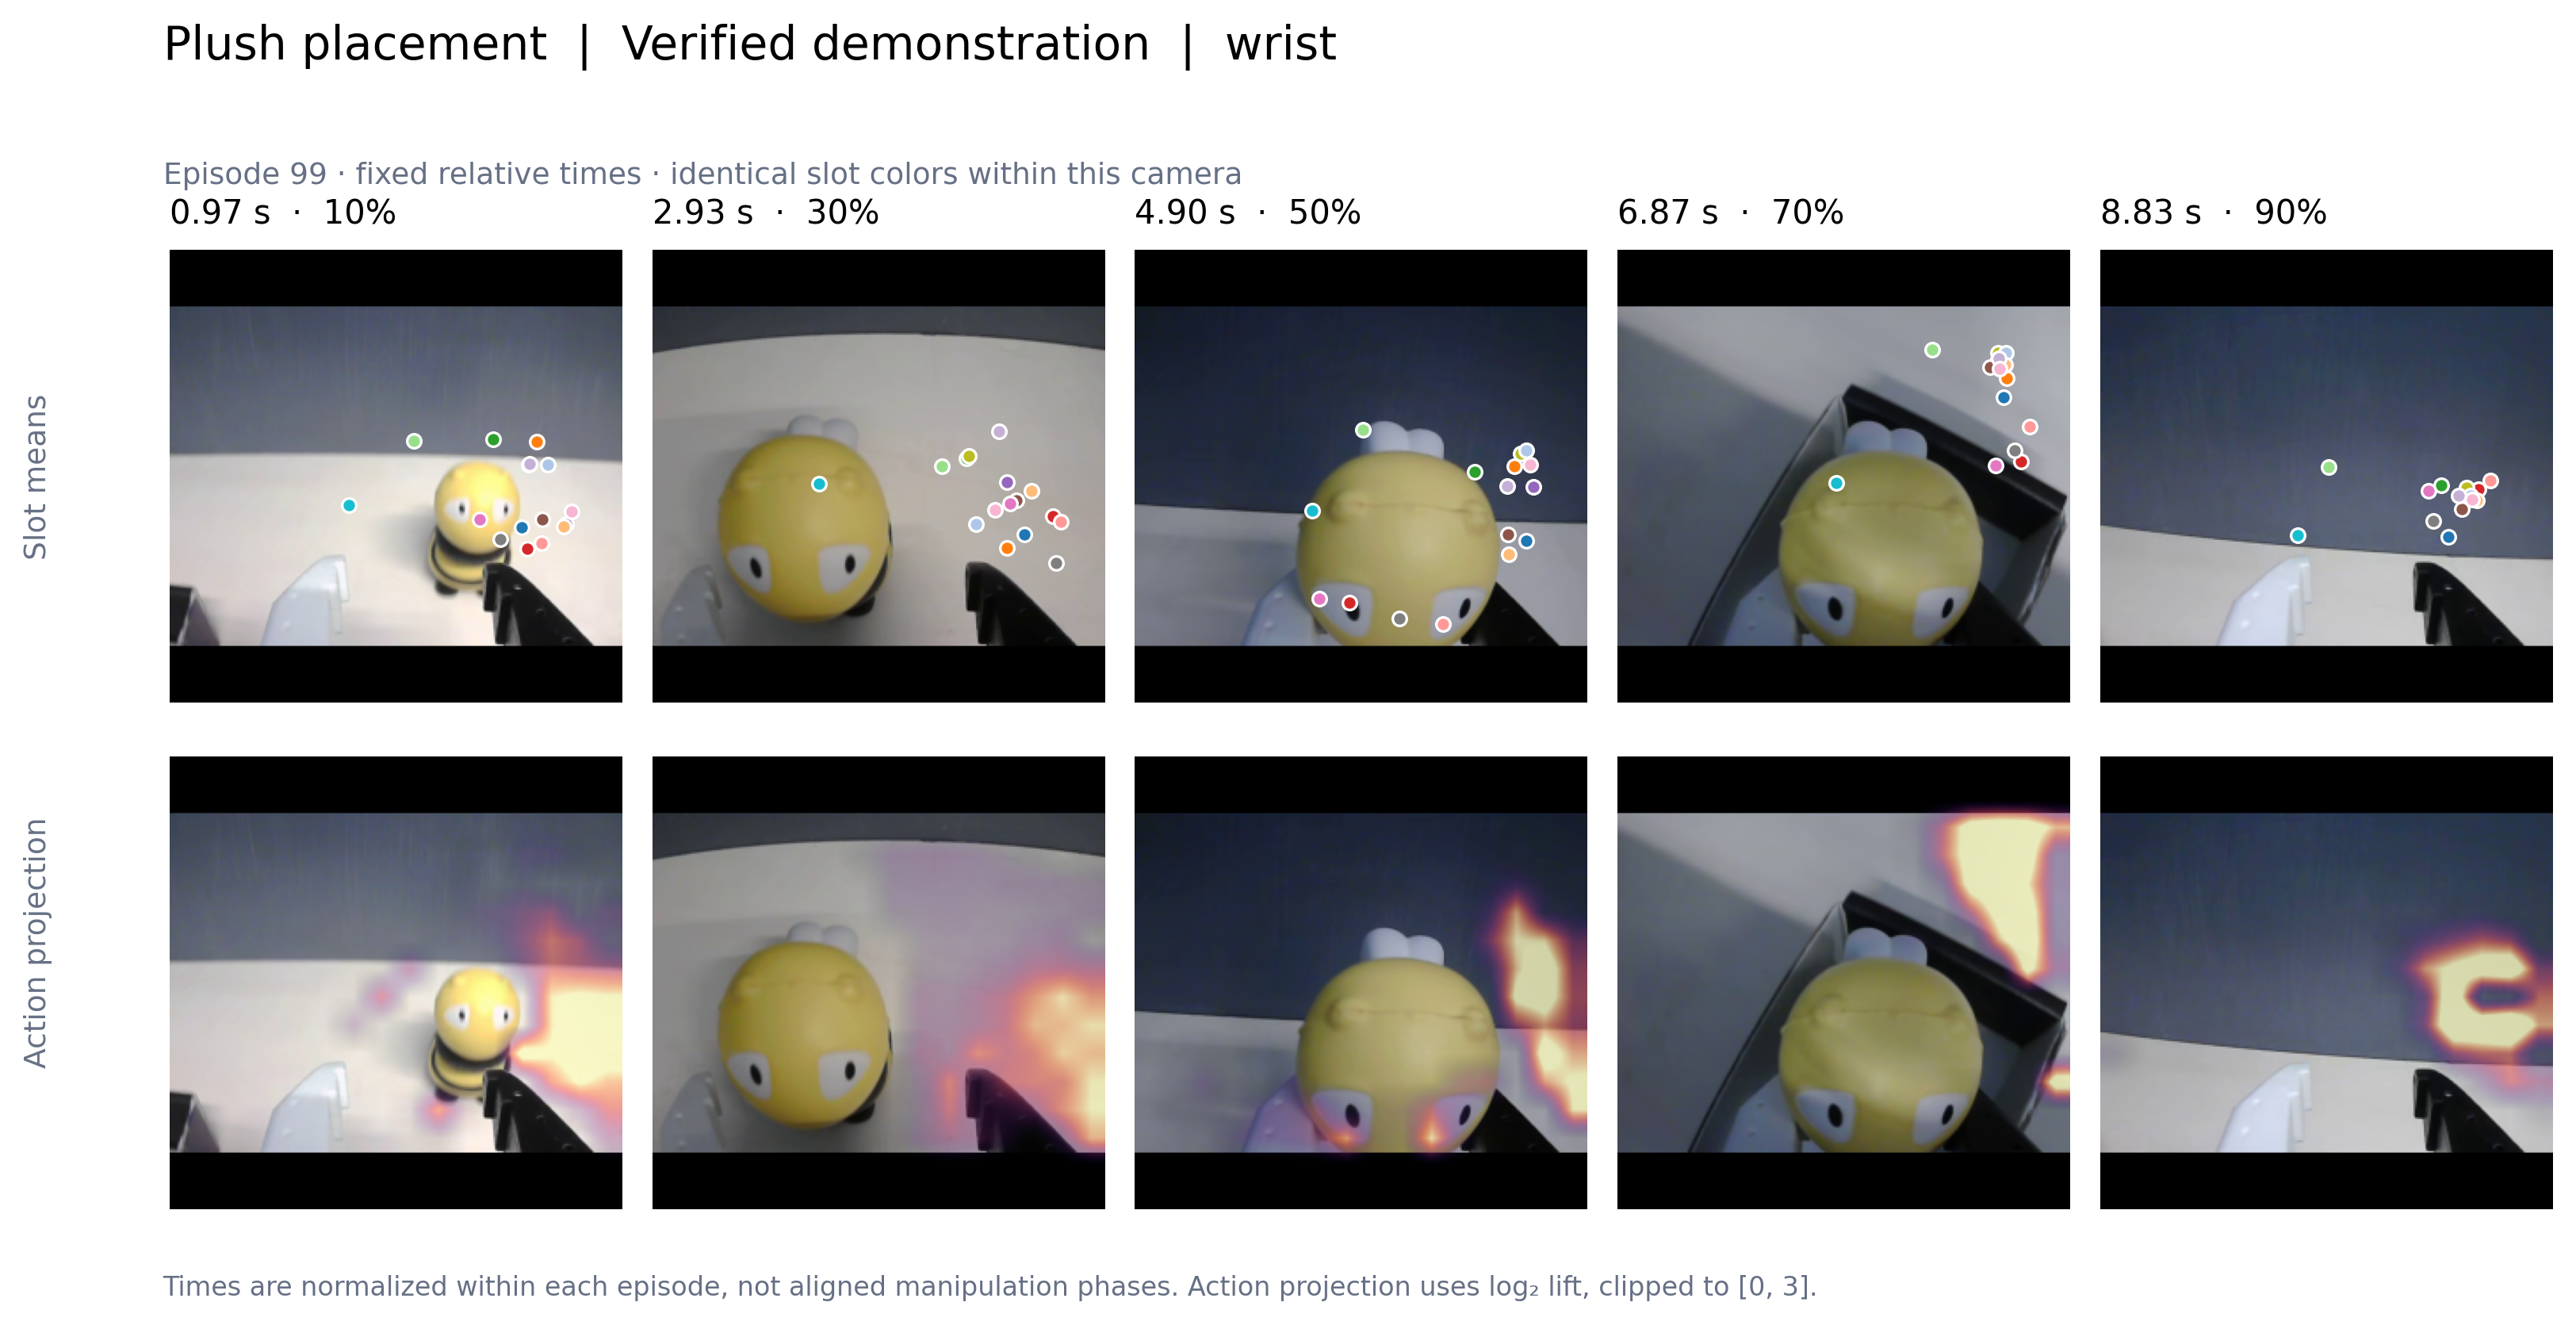 Plush placement | Verified demonstration | wrist
Episode 99 · fixed relative times · identical slot colors within this camera
0.97 s · 10%
2.93 s · 30%
4.90 s · 50%
6.87 s · 70%
8.83 s · 90%
Slot means
Action projection
Times are normalized within each episode, not aligned manipulation phases. Action projection uses log₂ lift, clipped to [0, 3].